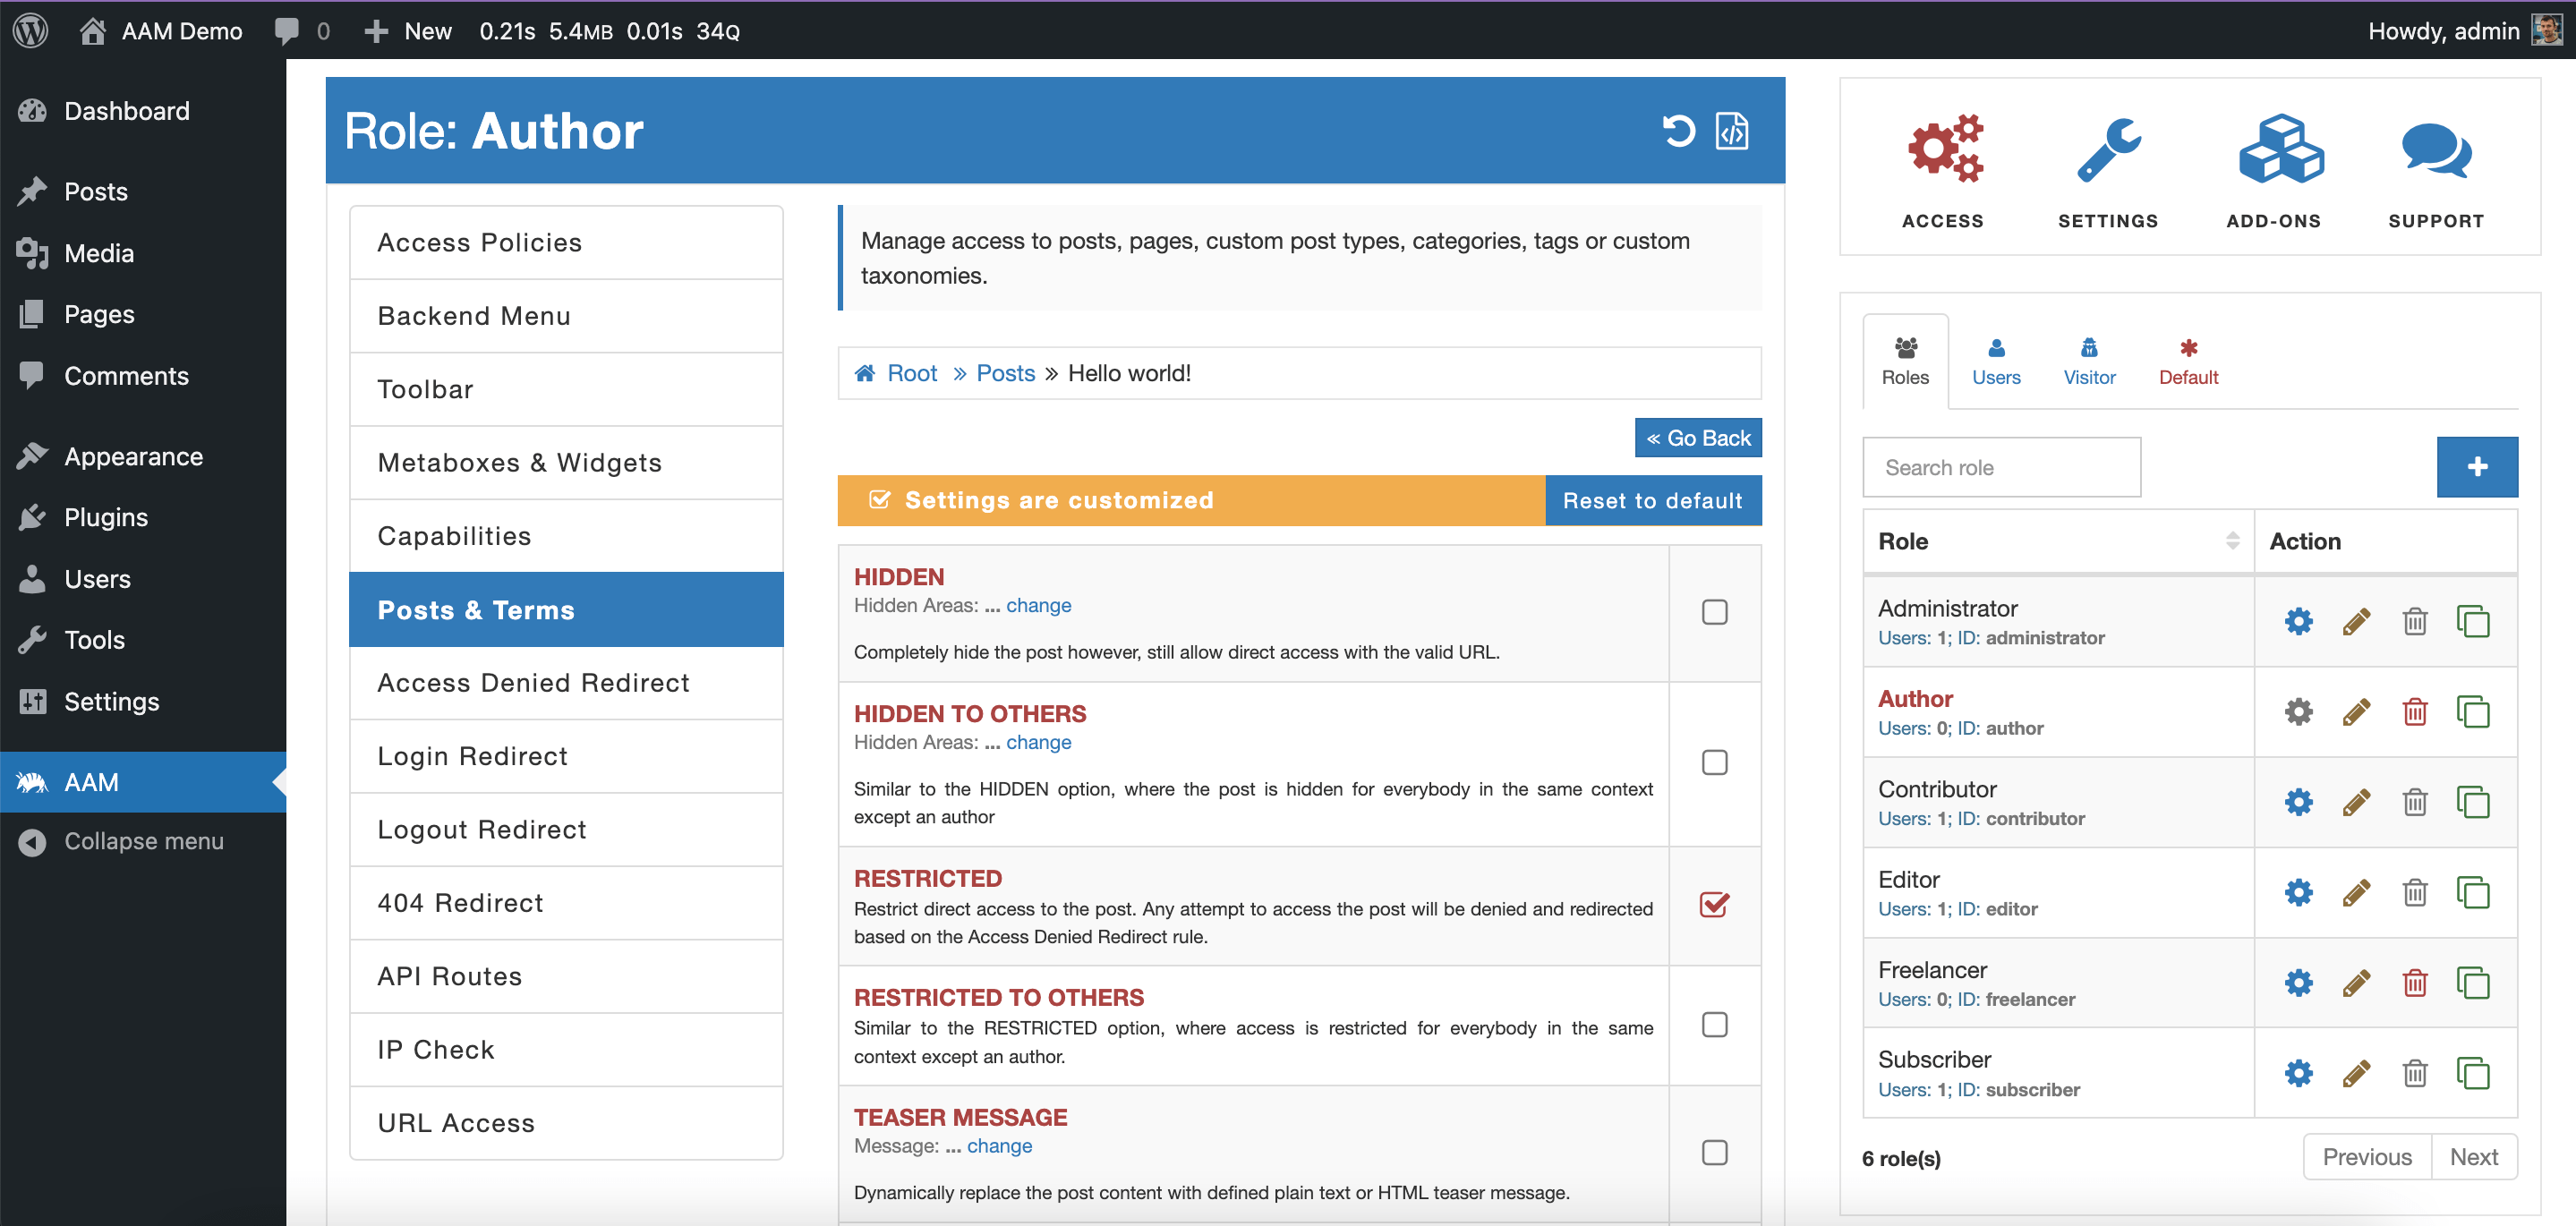 AAM Demo 0 New 0.21s 5.4MB 0.01s 34Q
Howdy, admin
Dashboard
Posts
Media
Pages
Comments
Appearance
Plugins
Users
Tools
Settings
AAM
Collapse menu
Role: Author
Access Policies
Backend Menu
Toolbar
Metaboxes & Widgets
Capabilities
Posts & Terms
Access Denied Redirect
Login Redirect
Logout Redirect
404 Redirect
API Routes
IP Check
URL Access
Manage access to posts, pages, custom post types, categories, tags or custom
taxonomies.
Root » Posts » Hello world!
« Go Back
Settings are customized
Reset to default
HIDDEN
Hidden Areas: ... change
Completely hide the post however, still allow direct access with the valid URL.
HIDDEN TO OTHERS
Hidden Areas: ... change
Similar to the HIDDEN option, where the post is hidden for everybody in the same context
except an author
RESTRICTED
Restrict direct access to the post. Any attempt to access the post will be denied and redirected
based on the Access Denied Redirect rule.
RESTRICTED TO OTHERS
Similar to the RESTRICTED option, where access is restricted for everybody in the same
context except an author.
TEASER MESSAGE
Message: ... change
Dynamically replace the post content with defined plain text or HTML teaser message.
ACCESS SETTINGS ADD-ONS SUPPORT
Roles Users Visitor Default
Search role
+
Role Action
Administrator
Users: 1; ID: administrator
Author
Users: 0; ID: author
Contributor
Users: 1; ID: contributor
Editor
Users: 1; ID: editor
Freelancer
Users: 0; ID: freelancer
Subscriber
Users: 1; ID: subscriber
6 role(s)
Previous Next